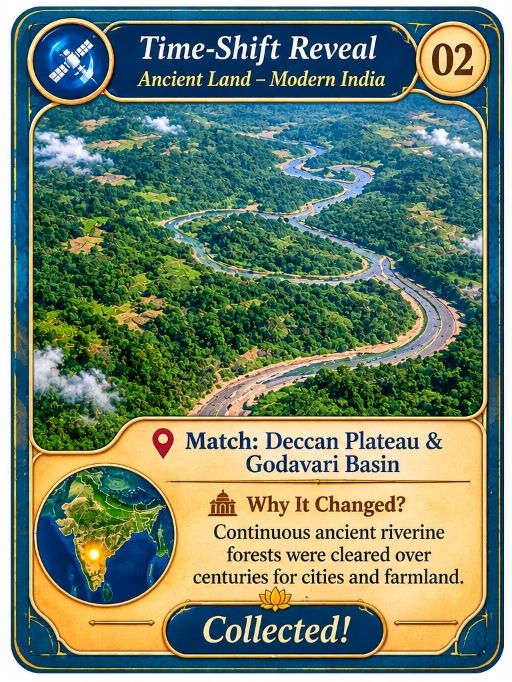 Time-Shift Reveal
Ancient Land – Modern India
02
Match: Deccan Plateau &
Godavari Basin
Why It Changed?
Continuous ancient riverine
forests were cleared over
centuries for cities and farmland.
Collected!